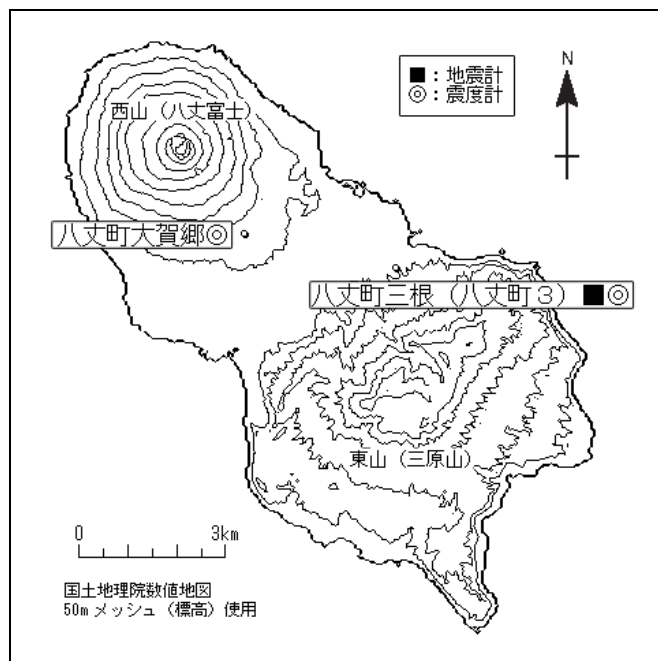 N
■：地震計
◎：震度計
西山（八丈富士）
八丈町大賀郷◎
八丈町三根（八丈町３）■◎
東山（三原山）
0 3km
国土地理院数値地図
50mメッシュ（標高）使用